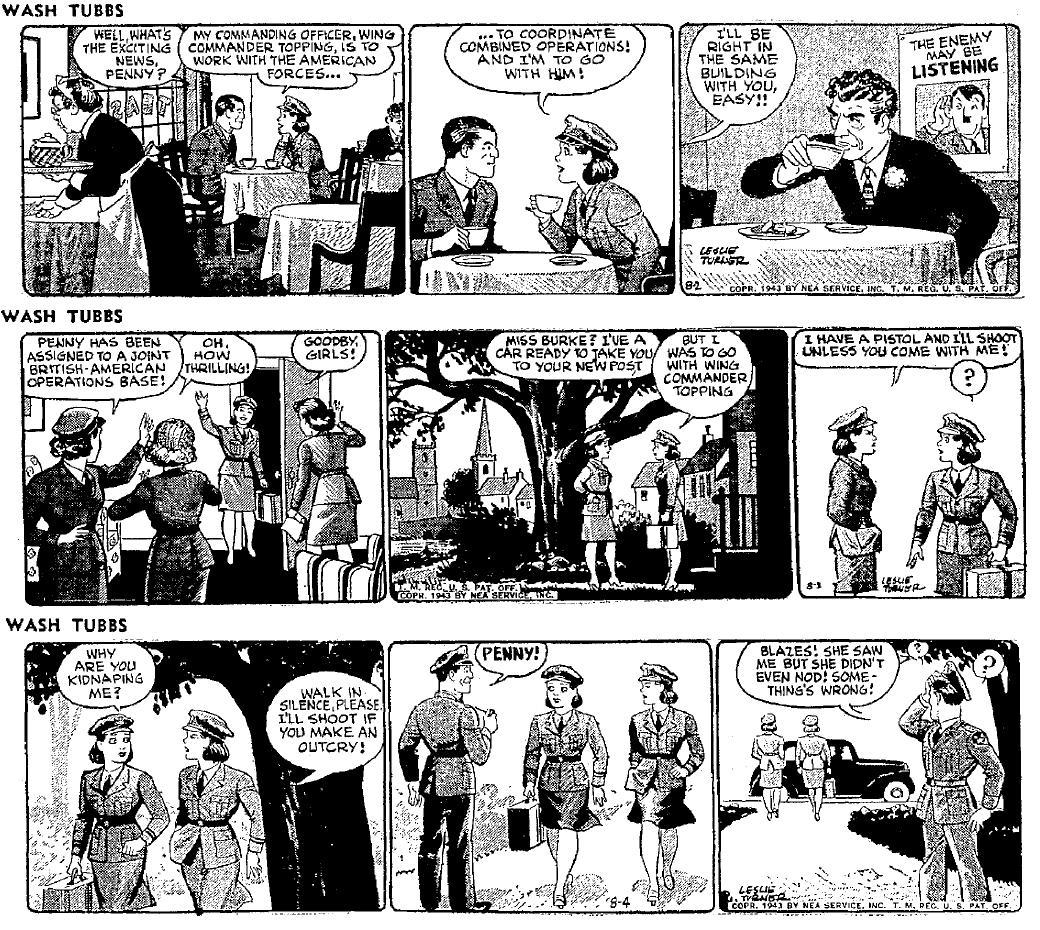 WASH TUBBS
WELL, WHAT'S
THE EXCITING
NEWS,
PENNY?
MY COMMANDING OFFICER, WING
COMMANDER TOPPING, IS TO
WORK WITH THE AMERICAN
FORCES...
...TO COORDINATE
COMBINED OPERATIONS!
AND I'M TO GO
WITH HIM!
I'LL BE
RIGHT IN
THE SAME
BUILDING
WITH YOU,
EASY!!
THE ENEMY
MAY BE
LISTENING
LESLIE
TURNER
8-2
COPR. 1943 BY NEA SERVICE, INC. T. M. REG. U. S. PAT. OFF.
WASH TUBBS
PENNY HAS BEEN
ASSIGNED TO A JOINT
BRITISH-AMERICAN
OPERATIONS BASE!
OH,
HOW
THRILLING!
GOODBY,
GIRLS!
MISS BURKE? I'VE A
CAR READY TO TAKE YOU
TO YOUR NEW POST
BUT I
WAS TO GO
WITH WING
COMMANDER
TOPPING
T. M. REG. U. S. PAT. OFF.
COPR. 1943 BY NEA SERVICE, INC.
I HAVE A PISTOL AND I'LL SHOOT
UNLESS YOU COME WITH ME!
?
8-3
LESLIE
TURNER
WASH TUBBS
WHY
ARE YOU
KIDNAPING
ME?
WALK IN
SILENCE, PLEASE.
I'LL SHOOT IF
YOU MAKE AN
OUTCRY!
PENNY!
8-4
BLAZES! SHE SAW
ME BUT SHE DIDN'T
EVEN NOD! SOME-
THING'S WRONG!
?
?
LESLIE
TURNER
COPR. 1943 BY NEA SERVICE, INC. T. M. REG. U. S. PAT. OFF.